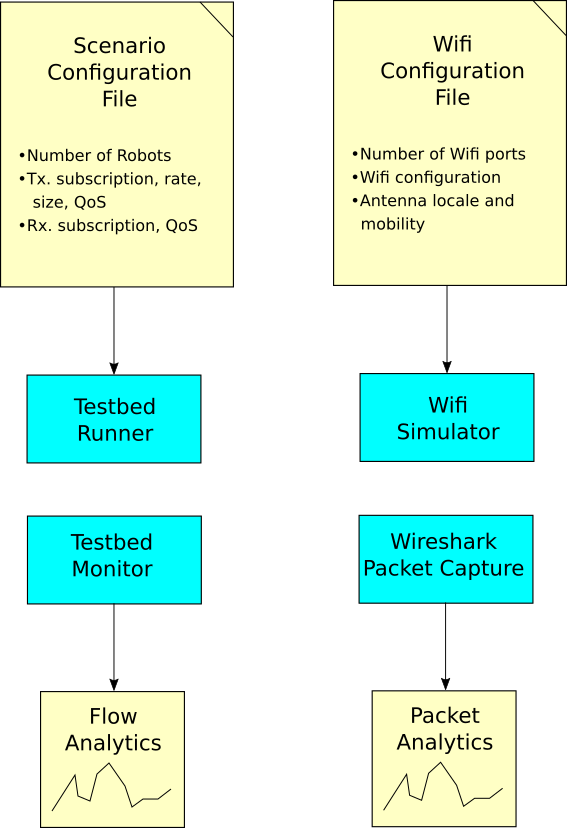 Scenario
Configuration
File
•Number of Robots
•Tx. subscription, rate,
size, QoS
•Rx. subscription, QoS
Wifi
Configuration
File
•Number of Wifi ports
•Wifi configuration
•Antenna locale and
mobility
Testbed
Runner
Wifi
Simulator
Testbed
Monitor
Wireshark
Packet Capture
Flow
Analytics
Packet
Analytics